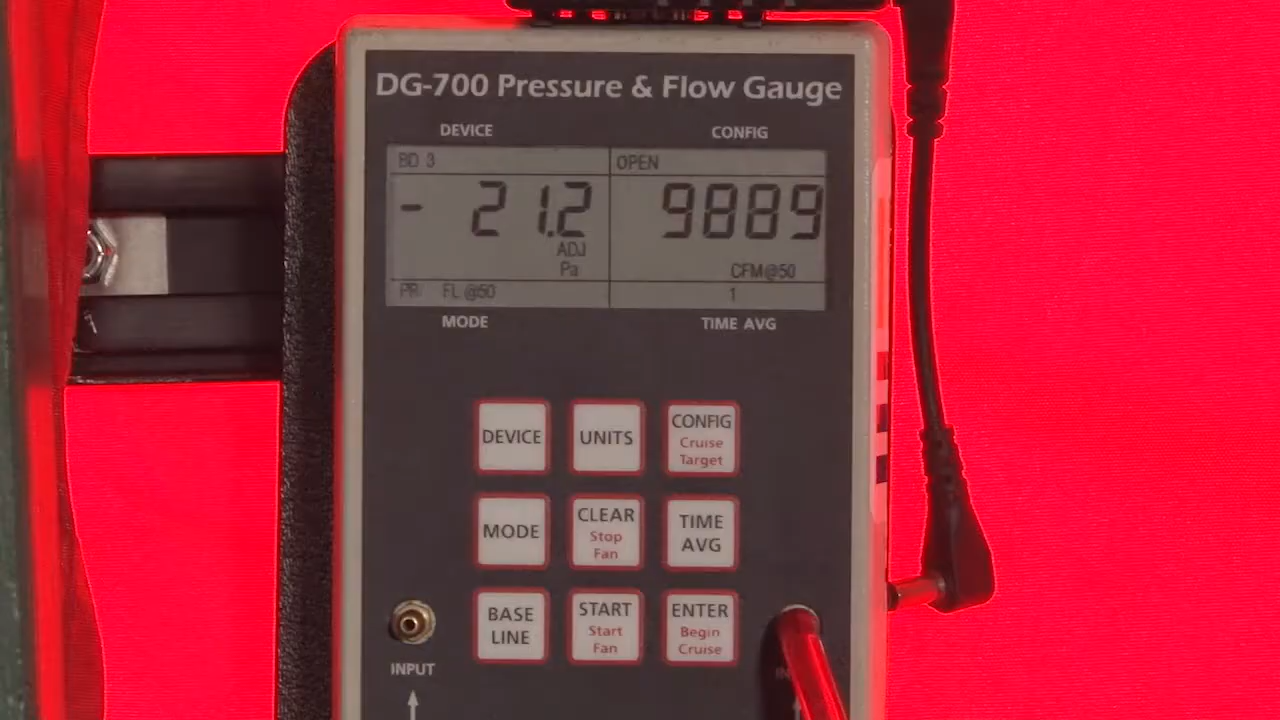 DG-700 Pressure & Flow Gauge
DEVICE CONFIG
BD 3 OPEN
- 21.2 9889
ADJ
Pa CFM@50
PR FL @50 1
MODE TIME AVG
DEVICE UNITS CONFIG
Cruise
Target
MODE CLEAR TIME
Stop AVG
Fan
BASE START ENTER
LINE Start Begin
Fan Cruise
INPUT